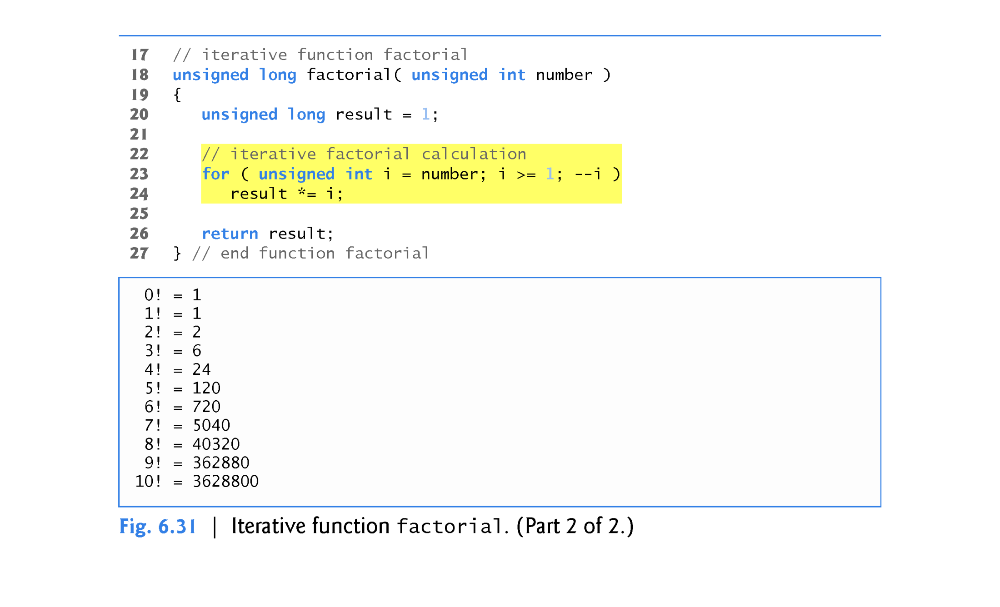 17 // iterative function factorial
18 unsigned long factorial( unsigned int number )
19 {
20    unsigned long result = 1;
21
22    // iterative factorial calculation
23    for ( unsigned int i = number; i >= 1; --i )
24       result *= i;
25
26    return result;
27 } // end function factorial
 0! = 1
 1! = 1
 2! = 2
 3! = 6
 4! = 24
 5! = 120
 6! = 720
 7! = 5040
 8! = 40320
 9! = 362880
10! = 3628800
Fig. 6.31 | Iterative function factorial. (Part 2 of 2.)